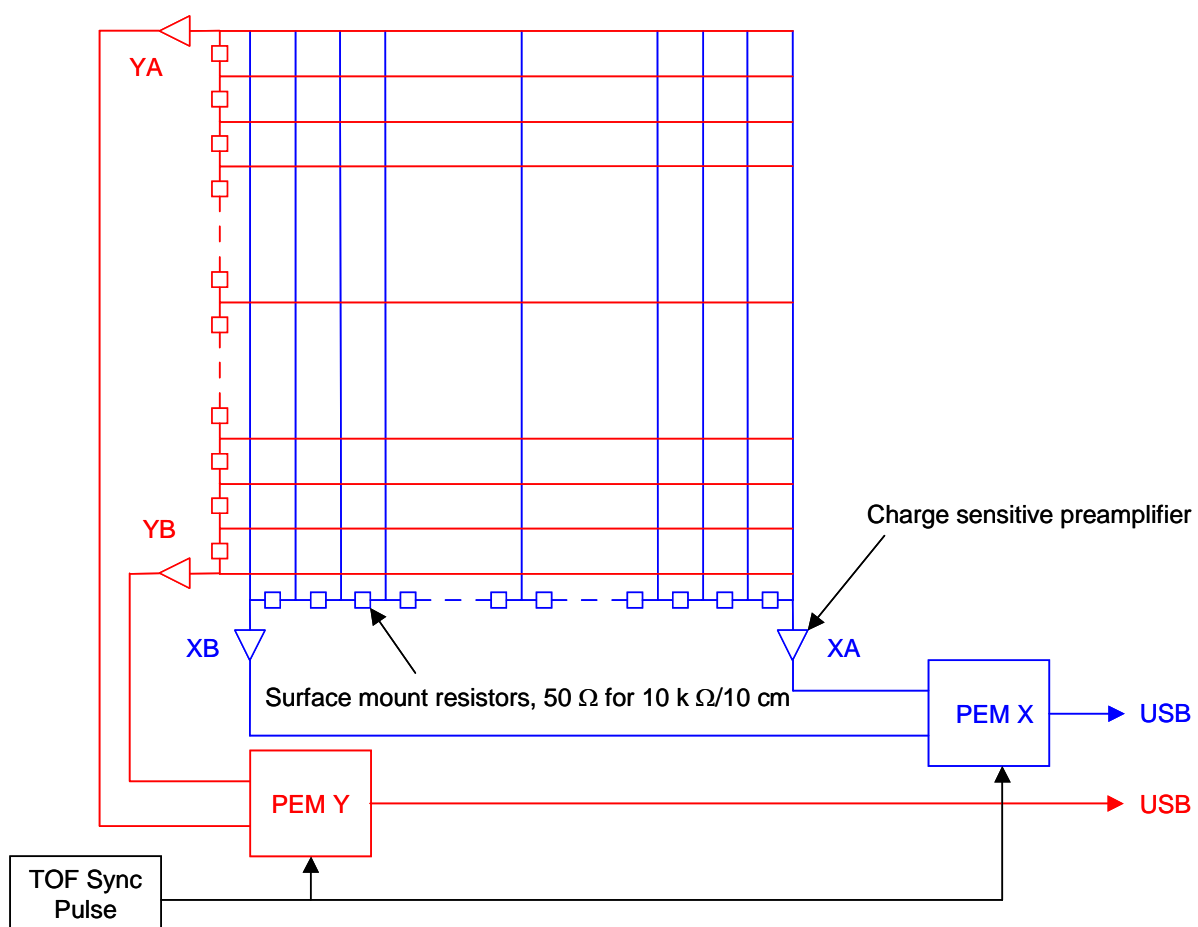 YA
Charge sensitive preamplifier
YB
XB
XA
Surface mount resistors, 50 Ω for 10 k Ω/10 cm
PEM X
USB
PEM Y
USB
TOF Sync
Pulse